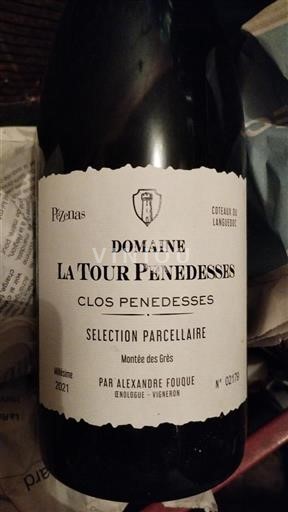 Pézenas
COTEAUX DU
LANGUEDOC
DOMAINE
LA TOUR PENEDESSES
CLOS PENEDESSES
SELECTION PARCELLAIRE
Montée des Grès
Millésime
2021
PAR ALEXANDRE FOUQUE
ŒNOLOGUE - VIGNERON
N° 02179
VINIOU